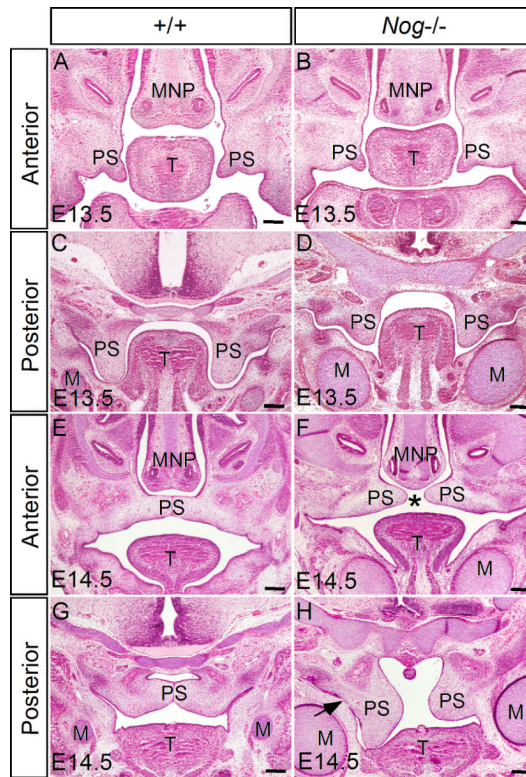 +/+ Nog-/-
Anterior
A MNP PS T PS E13.5
B MNP PS T PS E13.5
Posterior
C PS T PS M E13.5
D PS T PS M M E13.5
Anterior
E MNP PS T E14.5
F MNP PS PS * T M E14.5
Posterior
G PS M T M E14.5
H PS PS M T M E14.5